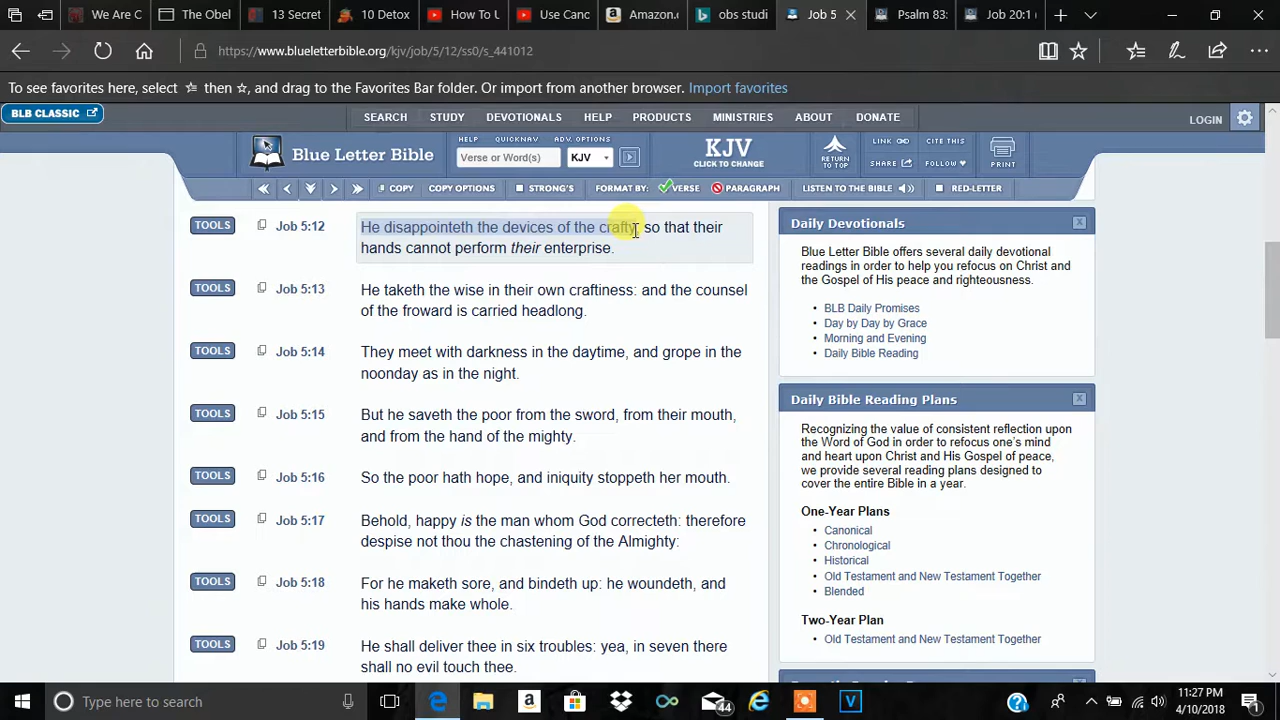 We Are C
The Obel
13 Secret
10 Detox
How To U
Use Canc
Amazon.c
obs studi
Job 5
Psalm 83:
Job 20:1 (
https://www.blueletterbible.org/kjv/job/5/12/ss0/s_441012
To see favorites here, select ☆ then ☆, and drag to the Favorites Bar folder. Or import from another browser. Import favorites
BLB CLASSIC
SEARCH STUDY DEVOTIONALS HELP PRODUCTS MINISTRIES ABOUT DONATE
LOGIN
Blue Letter Bible
HELP QUICKNAV ADV. OPTIONS
Verse or Word(s) KJV
KJV
CLICK TO CHANGE
RETURN
TO TOP
LINK CITE THIS
SHARE FOLLOW
PRINT
COPY COPY OPTIONS STRONG'S FORMAT BY: VERSE PARAGRAPH LISTEN TO THE BIBLE RED-LETTER
TOOLS Job 5:12 He disappointeth the devices of the crafty, so that their
hands cannot perform their enterprise.
TOOLS Job 5:13 He taketh the wise in their own craftiness: and the counsel
of the froward is carried headlong.
TOOLS Job 5:14 They meet with darkness in the daytime, and grope in the
noonday as in the night.
TOOLS Job 5:15 But he saveth the poor from the sword, from their mouth,
and from the hand of the mighty.
TOOLS Job 5:16 So the poor hath hope, and iniquity stoppeth her mouth.
TOOLS Job 5:17 Behold, happy is the man whom God correcteth: therefore
despise not thou the chastening of the Almighty:
TOOLS Job 5:18 For he maketh sore, and bindeth up: he woundeth, and
his hands make whole.
TOOLS Job 5:19 He shall deliver thee in six troubles: yea, in seven there
shall no evil touch thee.
Daily Devotionals
Blue Letter Bible offers several daily devotional
readings in order to help you refocus on Christ and
the Gospel of His peace and righteousness.
BLB Daily Promises
Day by Day by Grace
Morning and Evening
Daily Bible Reading
Daily Bible Reading Plans
Recognizing the value of consistent reflection upon
the Word of God in order to refocus one's mind
and heart upon Christ and His Gospel of peace,
we provide several reading plans designed to
cover the entire Bible in a year.
One-Year Plans
Canonical
Chronological
Historical
Old Testament and New Testament Together
Blended
Two-Year Plan
Old Testament and New Testament Together
Type here to search
44
11:27 PM
4/10/2018